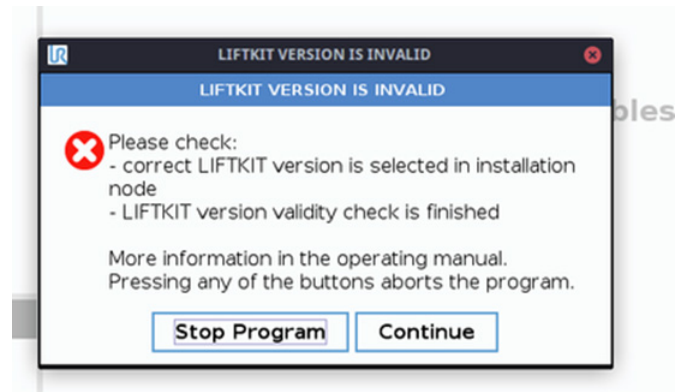 LIFTKIT VERSION IS INVALID
LIFTKIT VERSION IS INVALID
bles
Please check:
- correct LIFTKIT version is selected in installation
node
- LIFTKIT version validity check is finished
More information in the operating manual.
Pressing any of the buttons aborts the program.
Stop Program
Continue